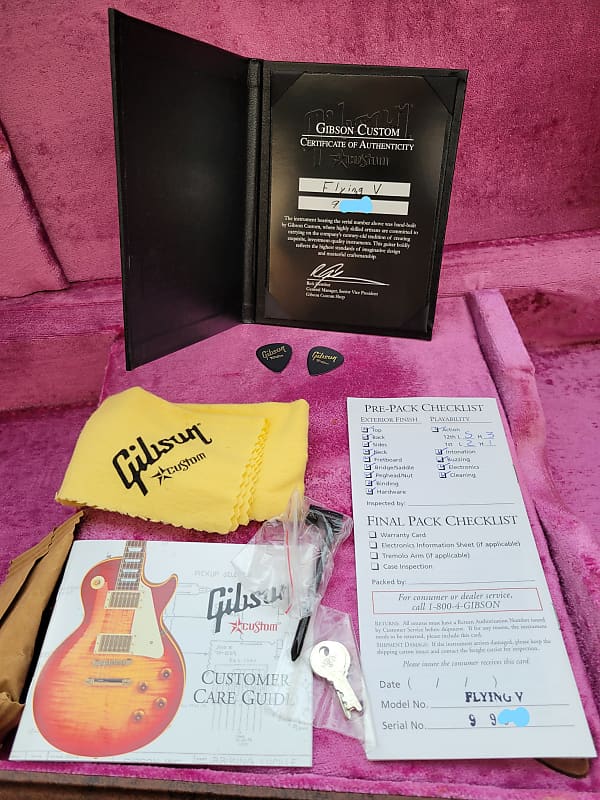 Gibson
GIBSON CUSTOM
CERTIFICATE OF AUTHENTICITY
custom
Flying V
9
The instrument bearing the serial number above was hand-built
by Gibson Custom, where highly skilled artisans are committed to
carrying on the company's century-old tradition of creating
exquisite, investment-quality instruments. This guitar boldly
reflects the highest standards of imaginative design
and masterful craftsmanship.
General Manager, Senior Vice President
Gibson Custom Shop
Gibson
Gibson
Gibson
custom
PICKUP
Gibson
custom
CUSTOMER
CARE GUIDE
PRE-PACK CHECKLIST
EXTERIOR FINISH PLAYABILITY
Top Action
Back 12th L 5 H 3
Sides 1st L 2 H 1
Neck Intonation
Fretboard Buzzing
Bridge/Saddle Electronics
Peghead/Nut Cleaning
Binding
Hardware
Inspected by:
FINAL PACK CHECKLIST
Warranty Card
Electronics Information Sheet (if applicable)
Tremolo Arm (if applicable)
Case Inspection
Packed by:
For consumer or dealer service,
call 1-800-4-GIBSON
RETURNS: All returns must have a Return Authorization Number issued
by Customer Service before shipment. If for any reason, the instrument
needs to be returned, please include this card.
SHIPMENT DAMAGE: If the instrument arrives damaged, please keep the
shipping carton intact and contact the freight carrier for inspection.
Please insure the consumer receives this card.
Date ( / / )
Model No. FLYING V
Serial No. 9 9